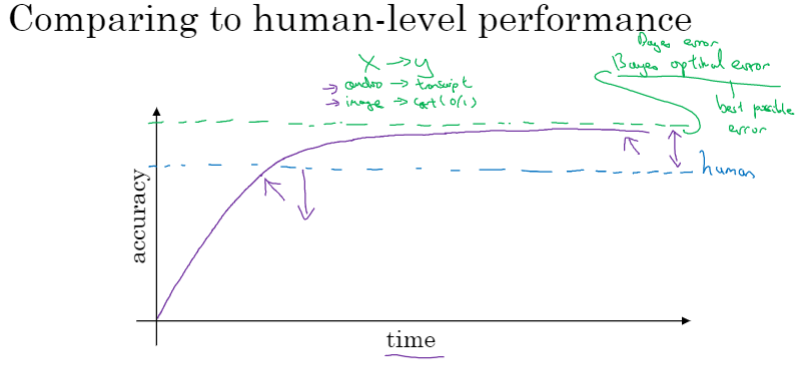 Comparing to human-level performance
Bayes error
Bayes optimal error
best possible
error
X → y
→ audio → transcript
→ image → cat (0/1)
human
accuracy
time